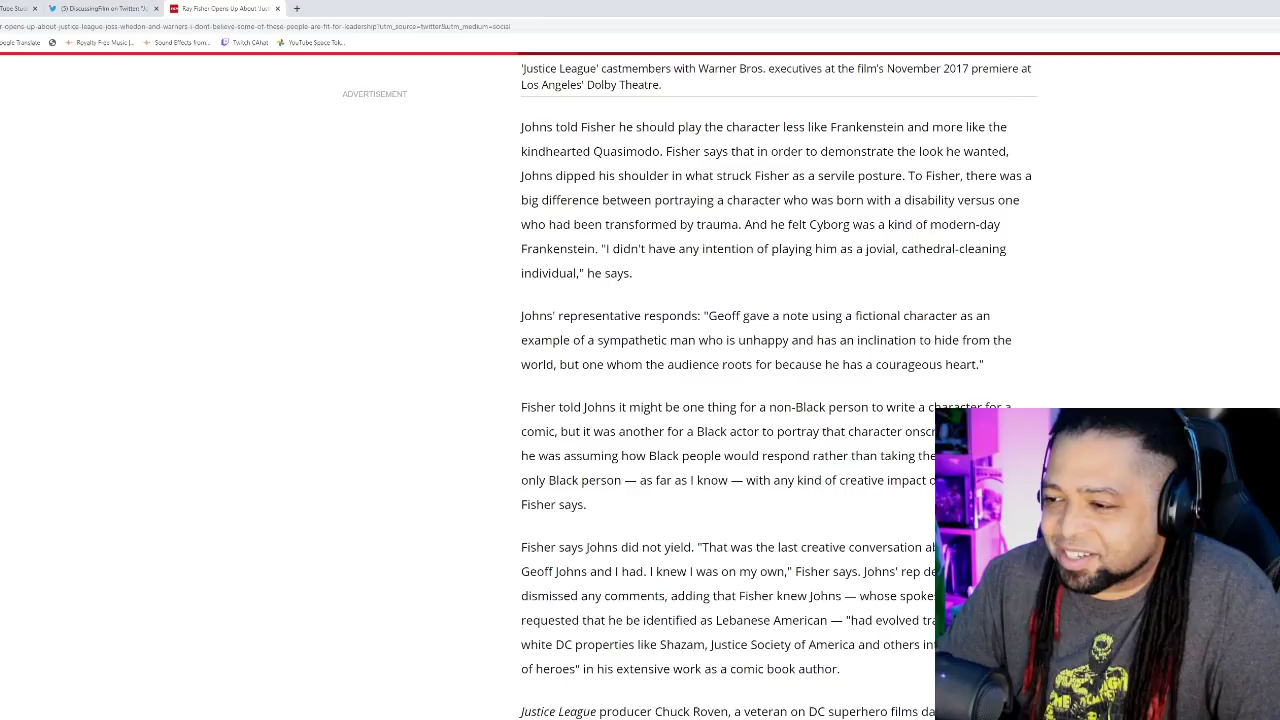 Tube Studi
(5) DiscussingFilm on Twitter: "Jo
Ray Fisher Opens Up About 'Just
r-opens-up-about-justice-league-joss-whedon-and-warners-i-dont-believe-some-of-these-people-are-fit-for-leadership?utm_source=twitter&utm_medium=social
oogle Translate
Royalty Free Music |...
Sound Effects from...
Twitch CAhat
YouTube Space Tok...
'Justice League' castmembers with Warner Bros. executives at the film's November 2017 premiere at
Los Angeles' Dolby Theatre.
ADVERTISEMENT
Johns told Fisher he should play the character less like Frankenstein and more like the
kindhearted Quasimodo. Fisher says that in order to demonstrate the look he wanted,
Johns dipped his shoulder in what struck Fisher as a servile posture. To Fisher, there was a
big difference between portraying a character who was born with a disability versus one
who had been transformed by trauma. And he felt Cyborg was a kind of modern-day
Frankenstein. "I didn't have any intention of playing him as a jovial, cathedral-cleaning
individual," he says.
Johns' representative responds: "Geoff gave a note using a fictional character as an
example of a sympathetic man who is unhappy and has an inclination to hide from the
world, but one whom the audience roots for because he has a courageous heart."
Fisher told Johns it might be one thing for a non-Black person to write a character for a
comic, but it was another for a Black actor to portray that character onscr
he was assuming how Black people would respond rather than taking the
only Black person — as far as I know — with any kind of creative impact o
Fisher says.
Fisher says Johns did not yield. "That was the last creative conversation ab
Geoff Johns and I had. I knew I was on my own," Fisher says. Johns' rep de
dismissed any comments, adding that Fisher knew Johns — whose spokes
requested that he be identified as Lebanese American — "had evolved tra
white DC properties like Shazam, Justice Society of America and others int
of heroes" in his extensive work as a comic book author.
Justice League producer Chuck Roven, a veteran on DC superhero films da